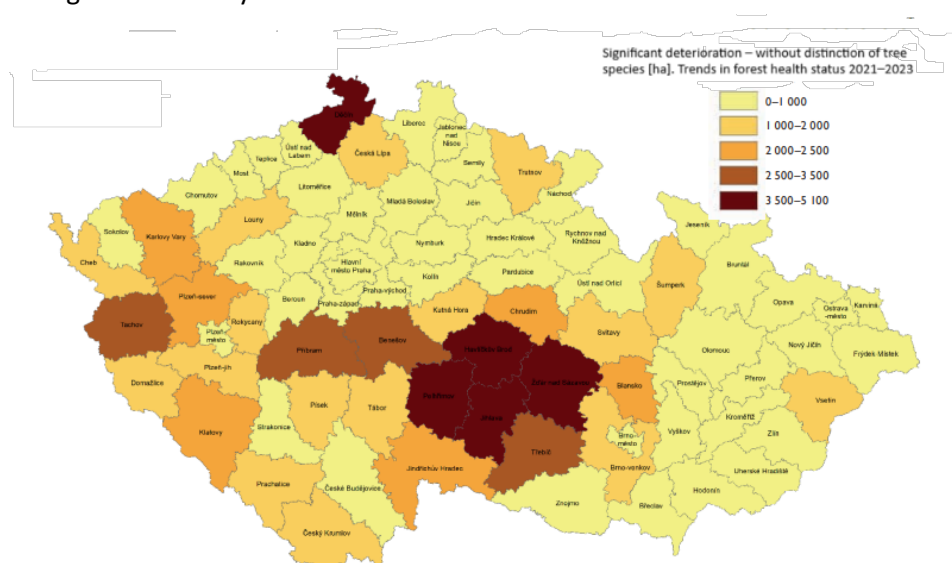 Significant deterioration – without distinction of tree
species [ha]. Trends in forest health status 2021–2023
0–1 000
1 000–2 000
2 000–2 500
2 500–3 500
3 500–5 100
Děčín
Liberec
Jablonec
nad
Nisou
Ústí nad
Labem
Česká Lípa
Teplice
Semily
Trutnov
Most
Litoměřice
Náchod
Chomutov
Mladá Boleslav
Jičín
Louny
Mělník
Jeseník
Sokolov
Karlovy Vary
Kladno
Nymburk
Hradec Králové
Rychnov nad
Kněžnou
Cheb
Rakovník
Hlavní
město Praha
Kolín
Pardubice
Bruntál
Praha-východ
Ústí nad Orlicí
Šumperk
Plzeň-sever
Beroun
Praha-západ
Kutná Hora
Chrudim
Opava
Ostrava
-město
Karviná
Tachov
Rokycany
Plzeň-
město
Svitavy
Příbram
Benešov
Havlíčkův Brod
Olomouc
Nový Jičín
Frýdek-Místek
Plzeň-jih
Domažlice
Žďár nad Sázavou
Blansko
Prostějov
Přerov
Pelhřimov
Písek
Tábor
Vsetín
Jihlava
Kroměříž
Klatovy
Strakonice
Brno-
město
Vyškov
Zlín
Třebíč
Jindřichův Hradec
Brno-venkov
Uherské Hradiště
Prachatice
České Budějovice
Hodonín
Znojmo
Břeclav
Český Krumlov